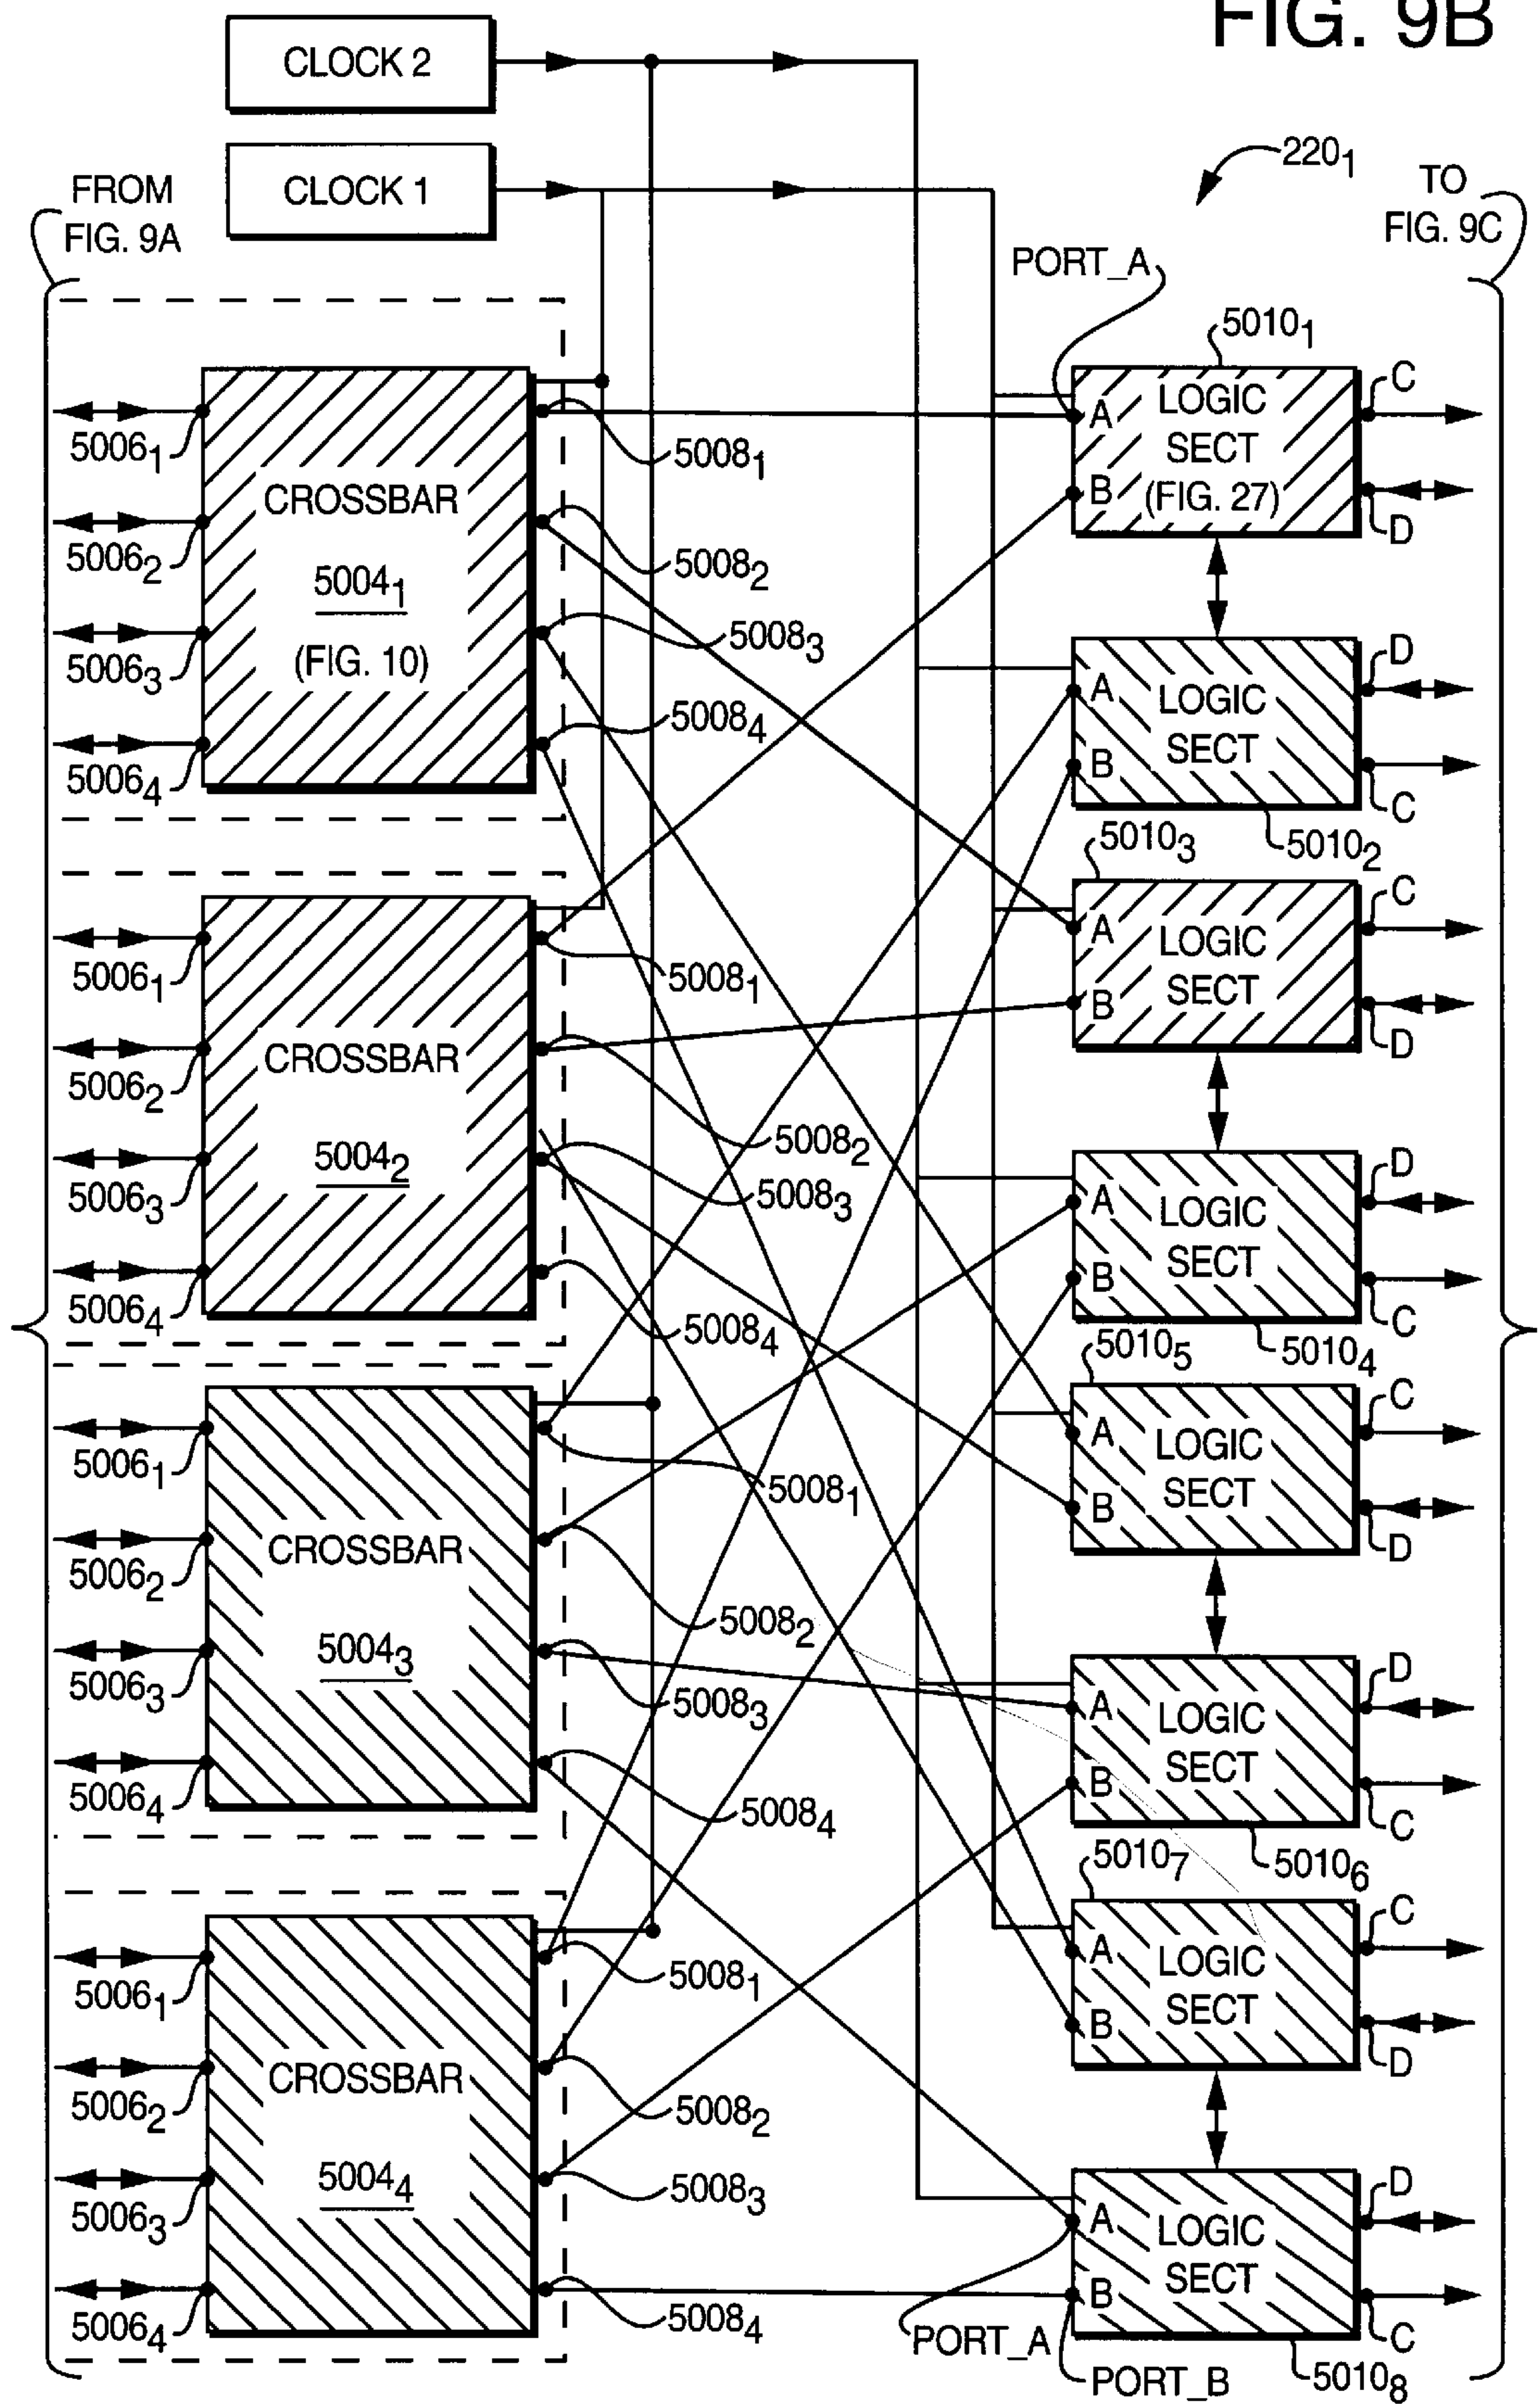 FIG. 9B
CLOCK 2
CLOCK 1
FROM
FIG. 9A
220₁
TO
FIG. 9C
PORT_A
5006₁
5006₂
5006₃
5006₄
CROSSBAR
5004₁
(FIG. 10)
5008₁
5008₂
5008₃
5008₄
5006₁
5006₂
5006₃
5006₄
CROSSBAR
5004₂
5008₁
5008₂
5008₃
5008₄
5006₁
5006₂
5006₃
5006₄
CROSSBAR
5004₃
5008₁
5008₂
5008₃
5008₄
5006₁
5006₂
5006₃
5006₄
CROSSBAR
5004₄
5008₁
5008₂
5008₃
5008₄
5010₁
A LOGIC C
SECT
B (FIG. 27) D
A LOGIC D
SECT
B C
5010₂
5010₃
A LOGIC C
SECT
B D
A LOGIC D
SECT
B C
5010₄
5010₅
A LOGIC C
SECT
B D
A LOGIC D
SECT
B C
5010₆
5010₇
A LOGIC C
SECT
B D
A LOGIC D
SECT
B C
5010₈
PORT_A
PORT_B